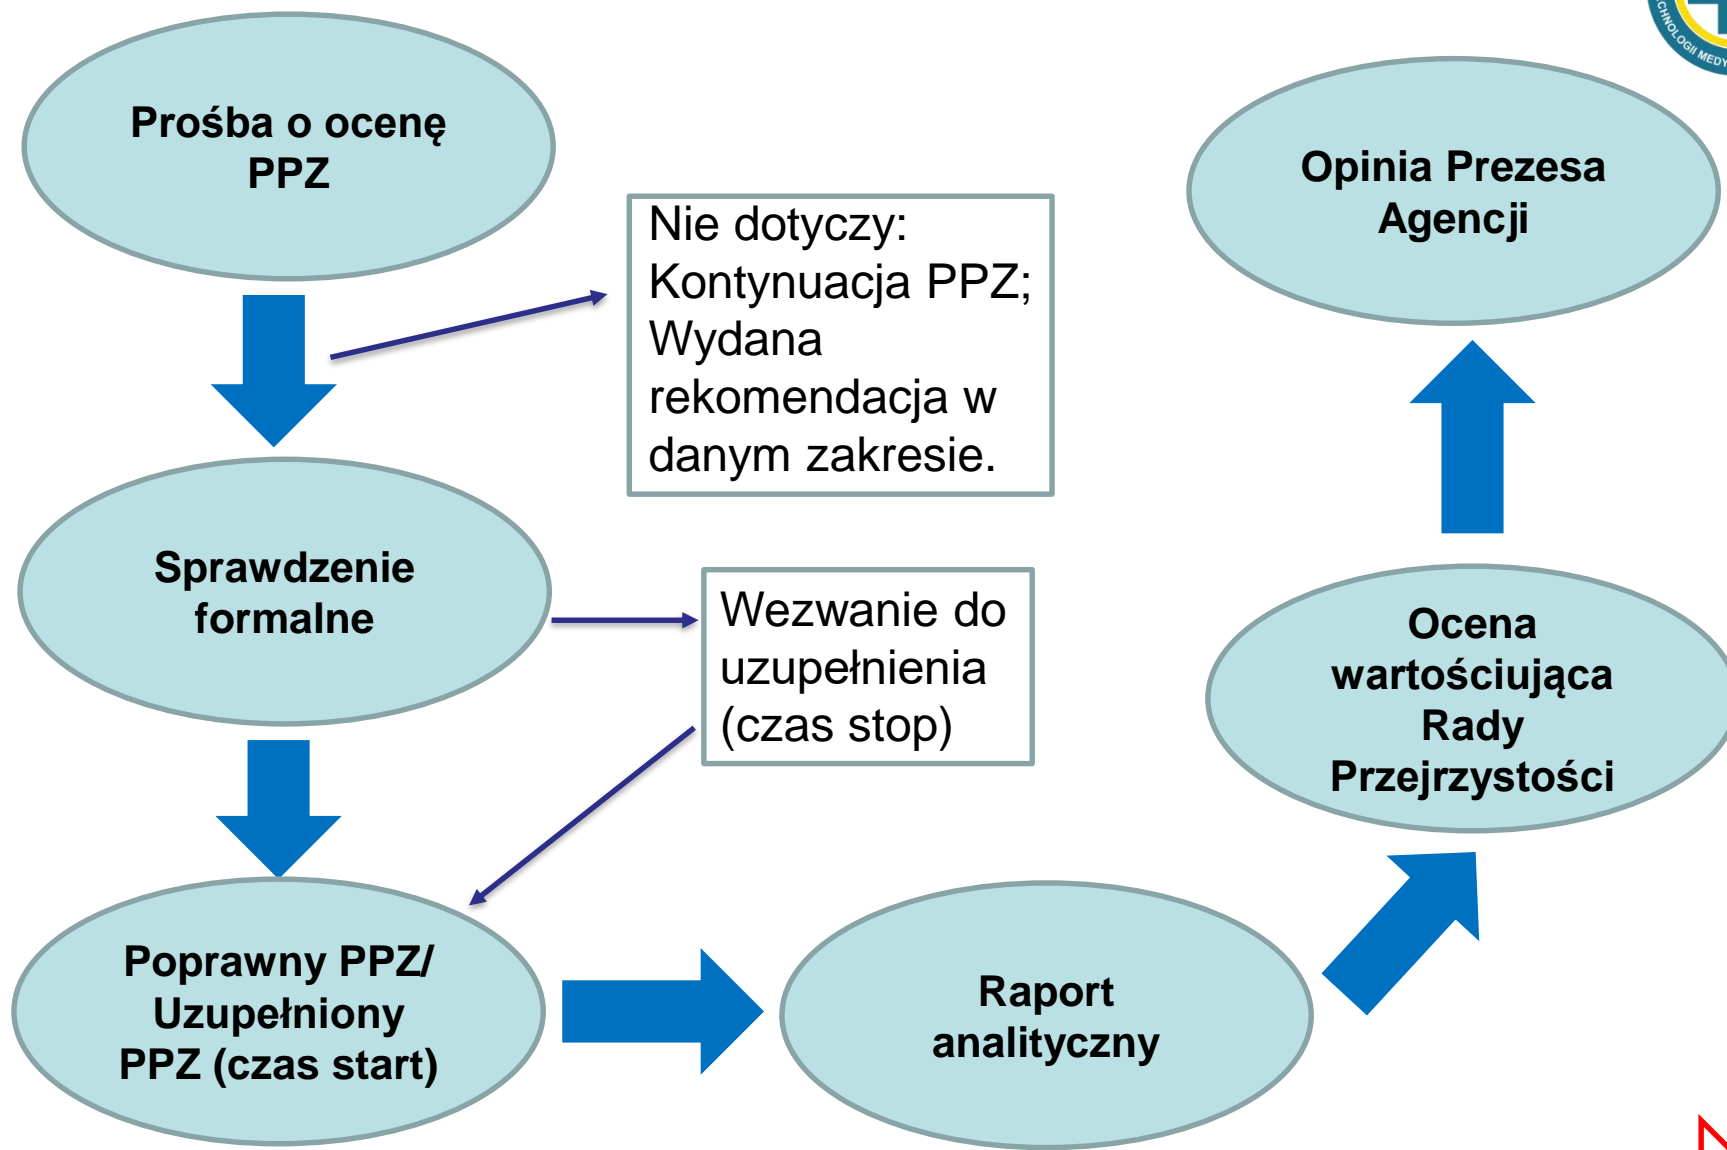 Prośba o ocenę
PPZ
Nie dotyczy:
Kontynuacja PPZ;
Wydana
rekomendacja w
danym zakresie.
Sprawdzenie
formalne
Wezwanie do
uzupełnienia
(czas stop)
Poprawny PPZ/
Uzupełniony
PPZ (czas start)
Raport
analityczny
Ocena
wartościująca
Rady
Przejrzystości
Opinia Prezesa
Agencji